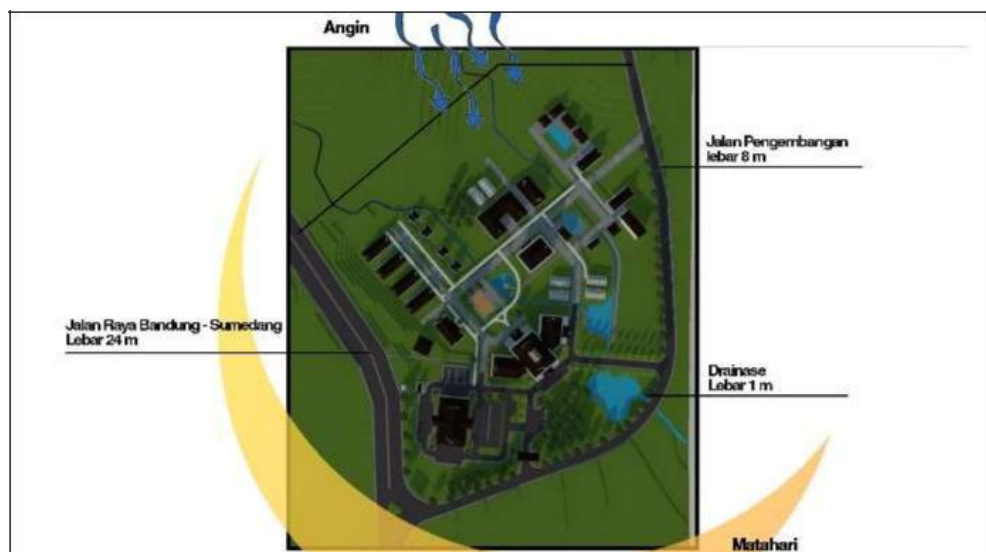 Angin
Jalan Pengembangan
lebar 8 m
Jalan Raya Bandung - Sumedang
Lebar 24 m
Drainase
Lebar 1 m
Matahari